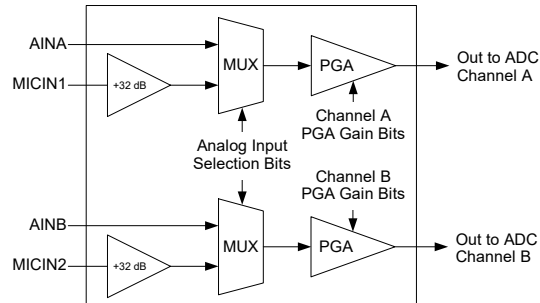 AINA
MICIN1
+32 dB
MUX
PGA
Out to ADC
Channel A
Channel A
PGA Gain Bits
Analog Input
Selection Bits
Channel B
PGA Gain Bits
AINB
MICIN2
+32 dB
MUX
PGA
Out to ADC
Channel B